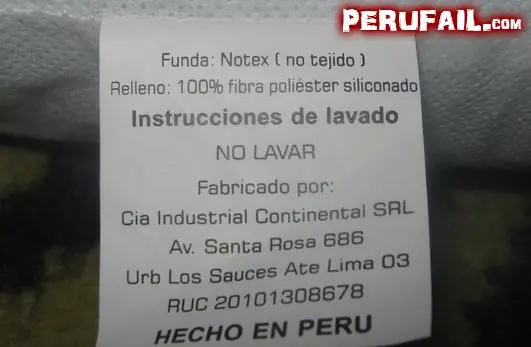 PERUFAIL.COM
Funda: Notex ( no tejido )
Relleno: 100% fibra poliéster siliconado
Instrucciones de lavado
NO LAVAR
Fabricado por:
Cia Industrial Continental SRL
Av. Santa Rosa 686
Urb Los Sauces Ate Lima 03
RUC 20101308678
HECHO EN PERU